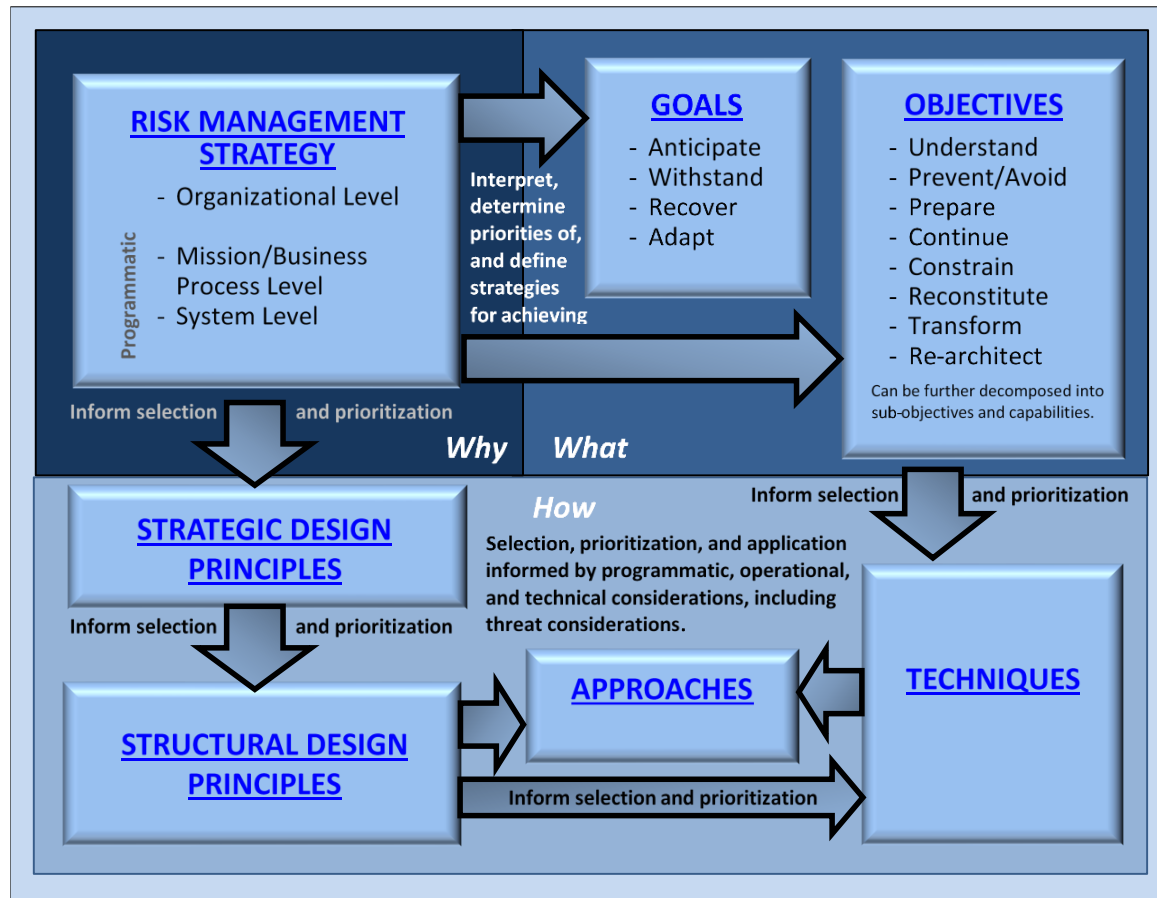 RISK MANAGEMENT
STRATEGY
- Organizational Level
- Mission/Business
Process Level
- System Level
Programmatic
Interpret,
determine
priorities of,
and define
strategies
for achieving
GOALS
- Anticipate
- Withstand
- Recover
- Adapt
OBJECTIVES
- Understand
- Prevent/Avoid
- Prepare
- Continue
- Constrain
- Reconstitute
- Transform
- Re-architect
Can be further decomposed into
sub-objectives and capabilities.
Inform selection and prioritization
Why
What
Inform selection and prioritization
How
STRATEGIC DESIGN
PRINCIPLES
Selection, prioritization, and application
informed by programmatic, operational,
and technical considerations, including
threat considerations.
Inform selection and prioritization
APPROACHES
TECHNIQUES
STRUCTURAL DESIGN
PRINCIPLES
Inform selection and prioritization